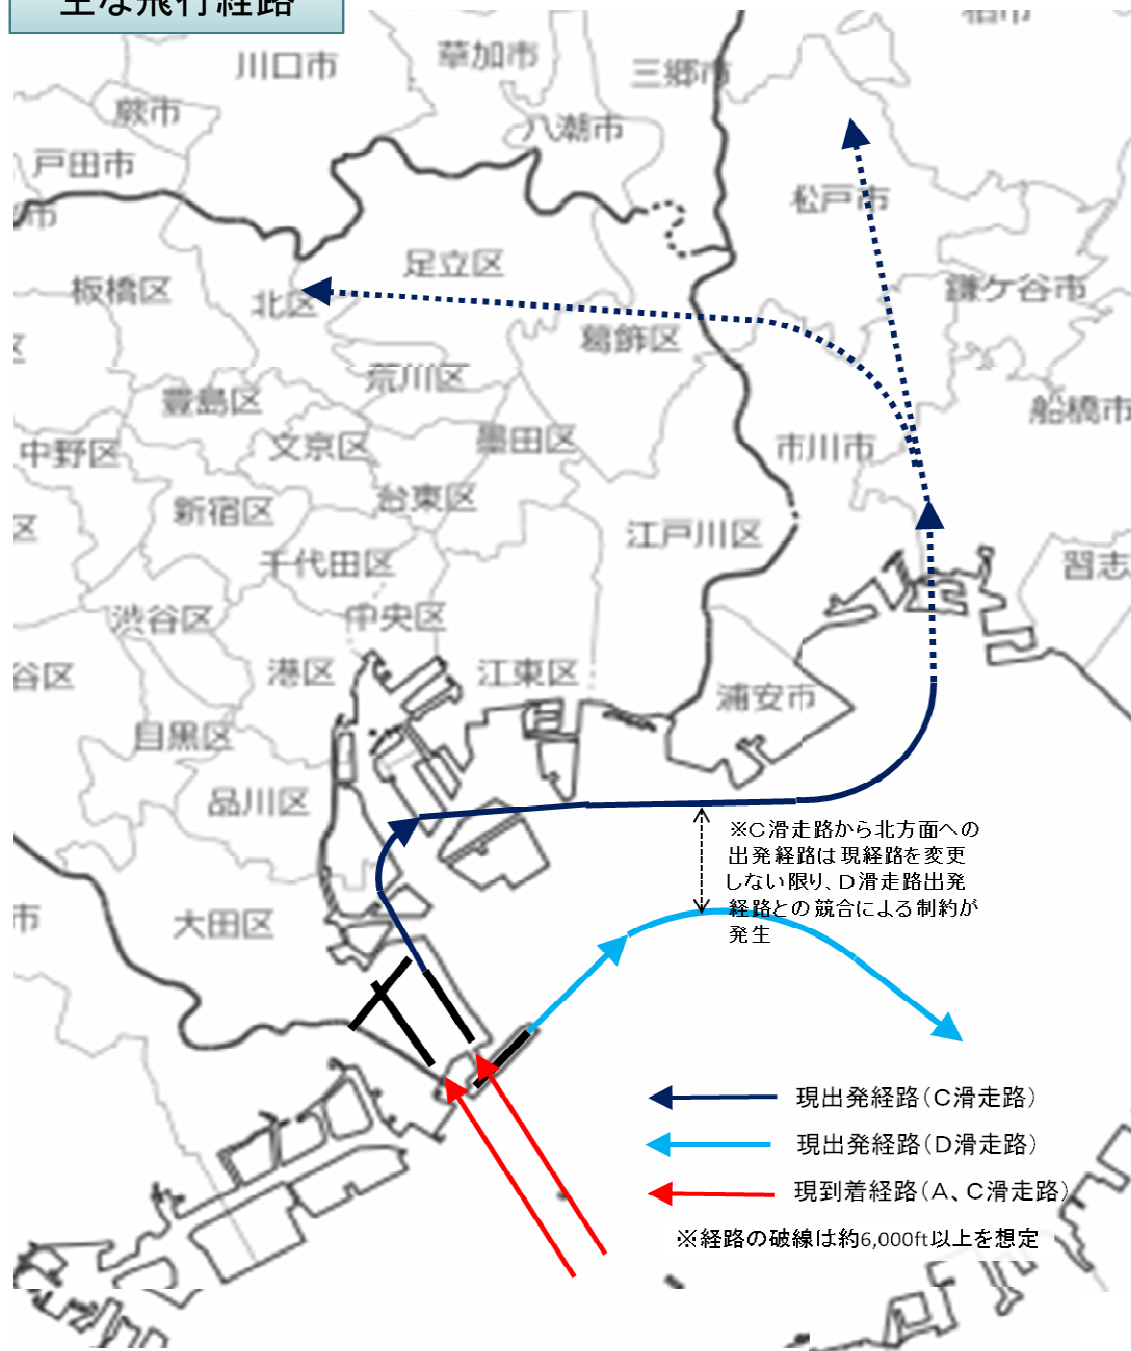 主な飛行経路
柏市
草加市
川口市
三郷市
蕨市
八潮市
戸田市
松戸市
市
足立区
板橋区
北区
鎌ケ谷市
葛飾区
荒川区
豊島区
船橋市
中野区
文京区
墨田区
市川市
台東区
新宿区
区
江戸川区
千代田区
習志
渋谷区
中央区
谷区
港区
江東区
浦安市
目黒区
品川区
※C滑走路から北方面への
出発経路は現経路を変更
しない限り、D滑走路出発
経路との競合による制約が
発生
市
大田区
現出発経路(C滑走路)
現出発経路(D滑走路)
現到着経路(A、C滑走路)
※経路の破線は約6,000ft以上を想定